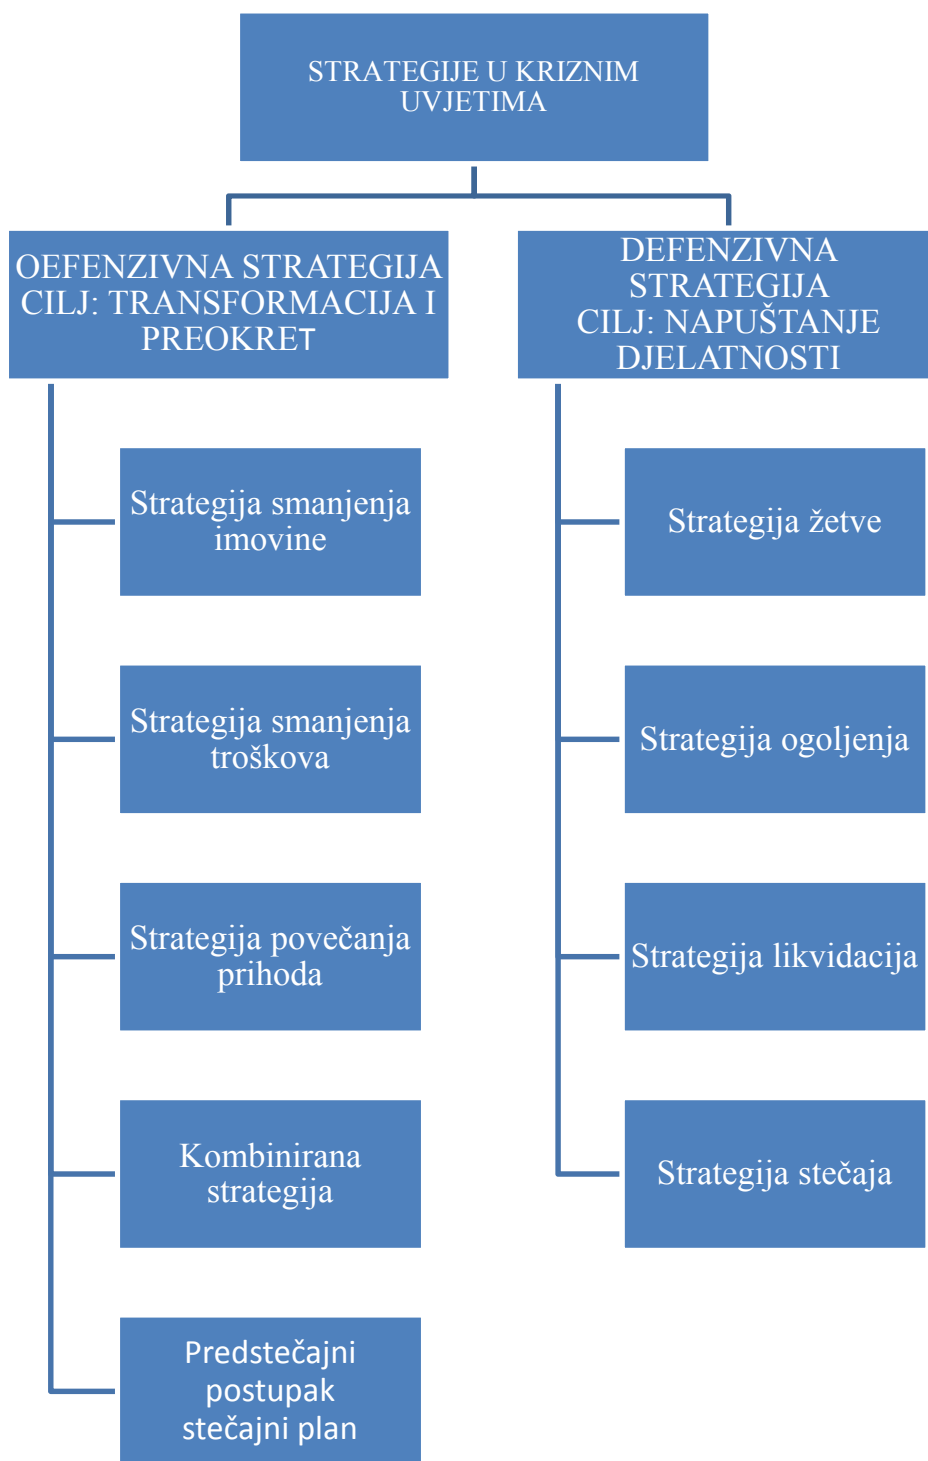 STRATEGIJE U KRIZNIM
UVJETIMA
OEFENZIVNA STRATEGIJA
CILJ: TRANSFORMACIJA I
PREOKRET
DEFENZIVNA
STRATEGIJA
CILJ: NAPUŠTANJE
DJELATNOSTI
Strategija smanjenja
imovine
Strategija smanjenja
troškova
Strategija povečanja
prihoda
Kombinirana
strategija
Predstečajni
postupak
stečajni plan
Strategija žetve
Strategija ogoljenja
Strategija likvidacija
Strategija stečaja